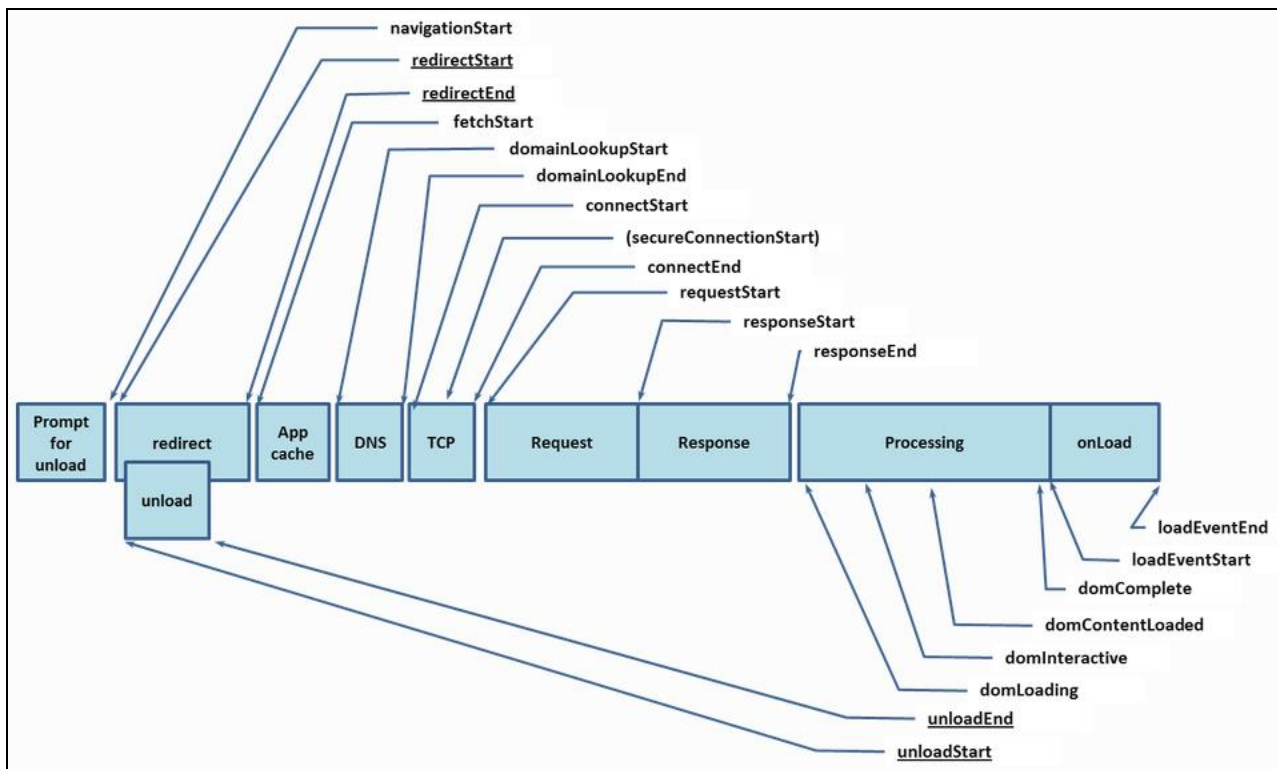 navigationStart
redirectStart
redirectEnd
fetchStart
domainLookupStart
domainLookupEnd
connectStart
(secureConnectionStart)
connectEnd
requestStart
responseStart
responseEnd
Prompt
for
unload
redirect
unload
App
cache
DNS
TCP
Request
Response
Processing
onLoad
loadEventEnd
loadEventStart
domComplete
domContentLoaded
domInteractive
domLoading
unloadEnd
unloadStart